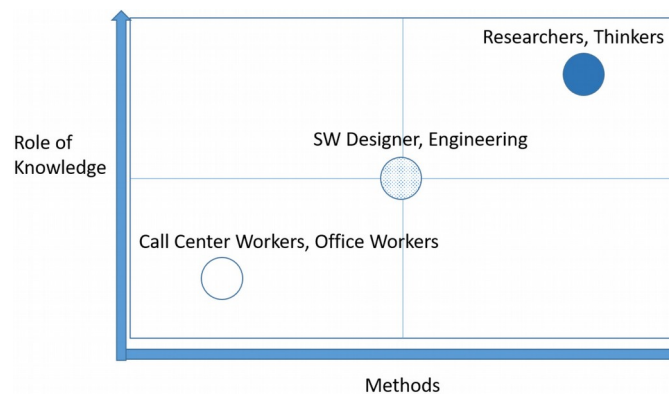 Researchers, Thinkers
Role of
Knowledge
SW Designer, Engineering
Call Center Workers, Office Workers
Methods